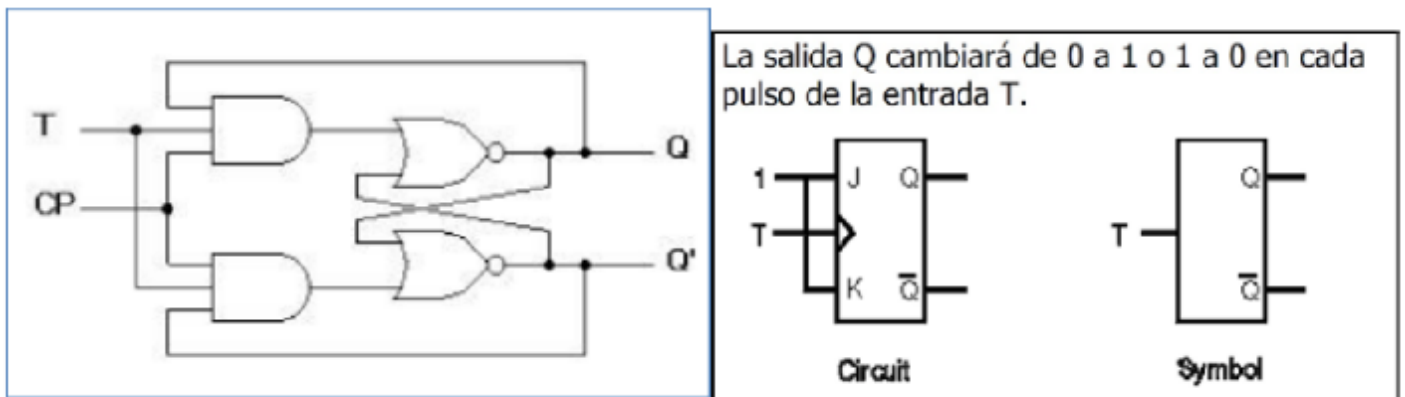 T
CP
Q
Q'
La salida Q cambiará de 0 a 1 o 1 a 0 en cada
pulso de la entrada T.
1 J Q
T
K Q̅
Circuit
Q
T
Q̅
Symbol